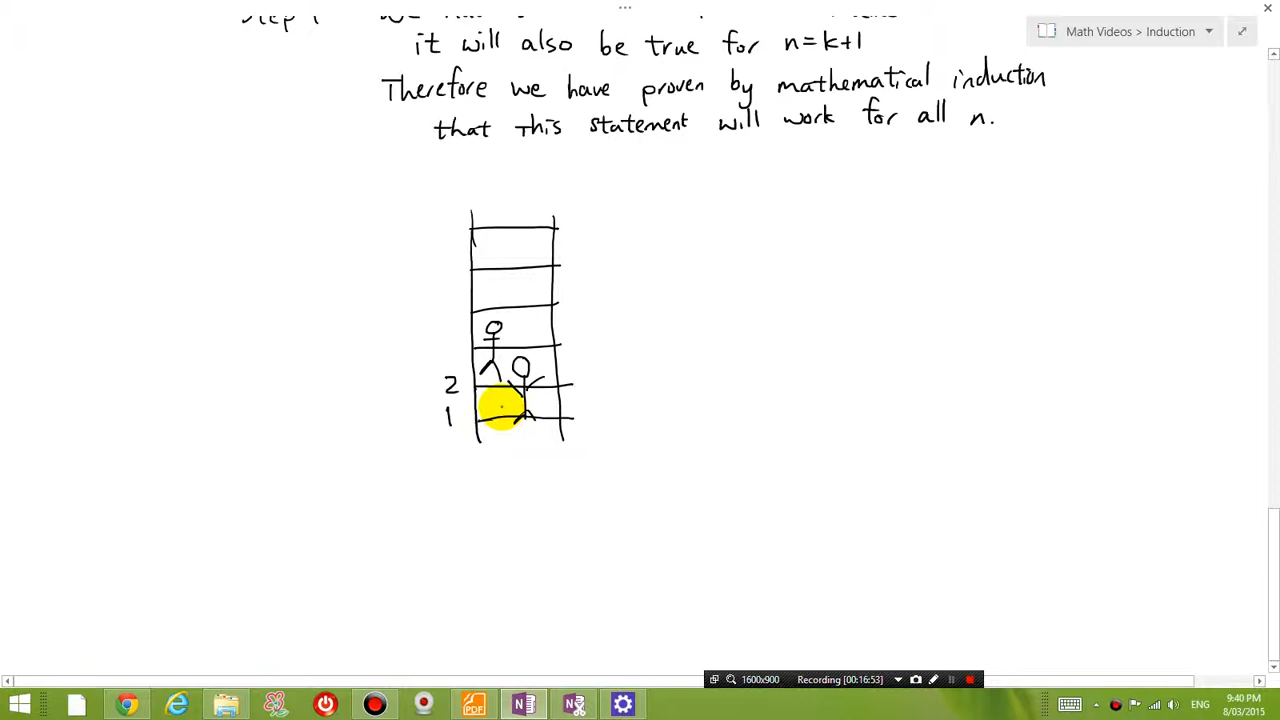 Step
it will also be true for n=k+1
Therefore we have proven by mathematical induction
that this statement will work for all n.
Math Videos > Induction
2
1
1600x900
Recording [00:16:53]
PDF
N
N
ENG
9:40 PM
8/03/2015